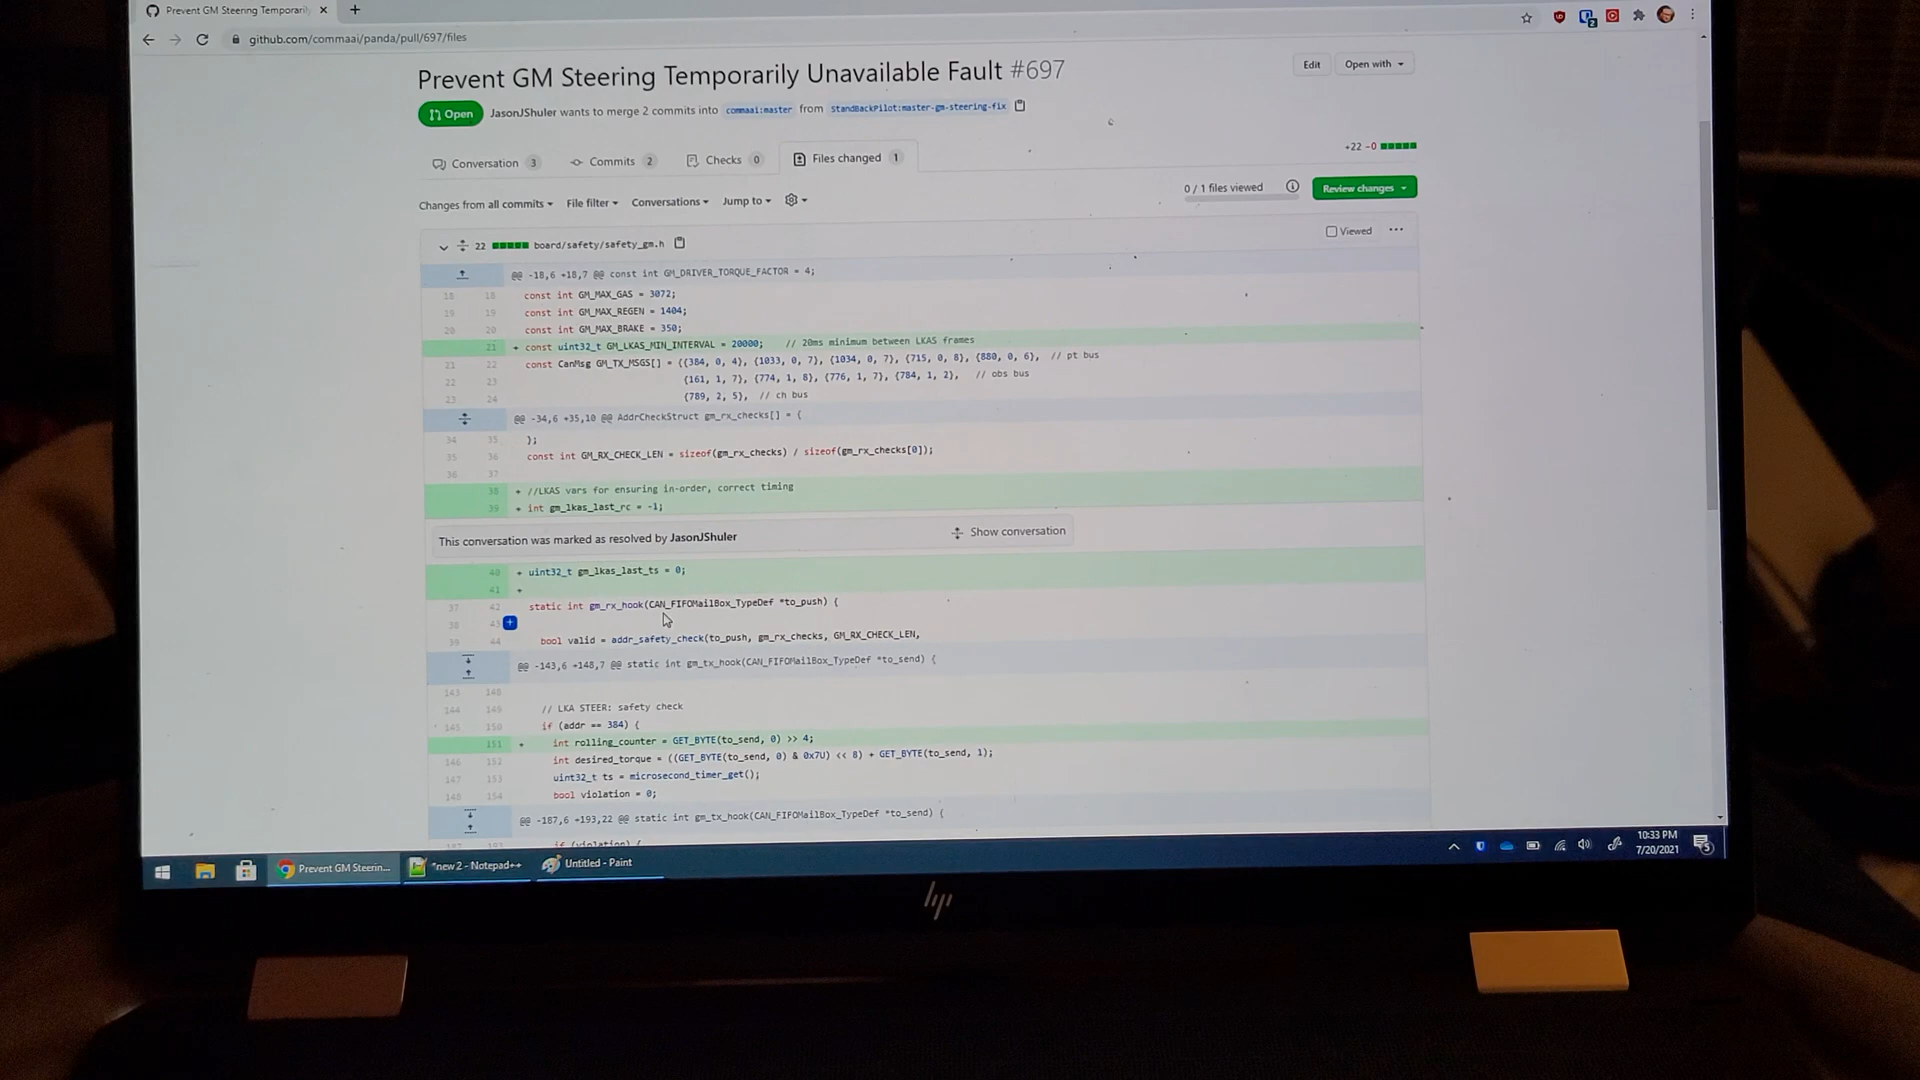 Prevent GM Steering Temporaril
github.com/commaai/panda/pull/697/files
Prevent GM Steering Temporarily Unavailable Fault #697
Edit
Open with
Open
JasonJShuler wants to merge 2 commits into commaai:master from StandBackPilot:master-gm-steering-fix
Conversation 3
Commits 2
Checks 0
Files changed 1
+22 -0
Changes from all commits
File filter
Conversations
Jump to
0 / 1 files viewed
Review changes
22 board/safety/safety_gm.h
Viewed
@@ -18,6 +18,7 @@ const int GM_DRIVER_TORQUE_FACTOR = 4;
18 18 const int GM_MAX_GAS = 3072;
19 19 const int GM_MAX_REGEN = 1404;
20 20 const int GM_MAX_BRAKE = 350;
21 + const uint32_t GM_LKAS_MIN_INTERVAL = 20000; // 20ms minimum between LKAS frames
21 22 const CanMsg GM_TX_MSGS[] = {{384, 0, 4}, {1033, 0, 7}, {1034, 0, 7}, {715, 0, 8}, {880, 0, 6}, // pt bus
22 23 {161, 1, 7}, {774, 1, 8}, {776, 1, 7}, {784, 1, 2}, // obs bus
23 24 {789, 2, 5}, // ch bus
@@ -34,6 +35,10 @@ AddrCheckStruct gm_rx_checks[] = {
34 35 };
35 36 const int GM_RX_CHECK_LEN = sizeof(gm_rx_checks) / sizeof(gm_rx_checks[0]);
36 37
38 + //LKAS vars for ensuring in-order, correct timing
39 + int gm_lkas_last_rc = -1;
This conversation was marked as resolved by JasonJShuler
Show conversation
40 + uint32_t gm_lkas_last_ts = 0;
41 +
37 42 static int gm_rx_hook(CAN_FIFOMailBox_TypeDef *to_push) {
38 43
39 44 bool valid = addr_safety_check(to_push, gm_rx_checks, GM_RX_CHECK_LEN,
@@ -143,6 +148,7 @@ static int gm_tx_hook(CAN_FIFOMailBox_TypeDef *to_send) {
143 148
144 149 // LKA STEER: safety check
145 150 if (addr == 384) {
151 + int rolling_counter = GET_BYTE(to_send, 0) >> 4;
146 152 int desired_torque = ((GET_BYTE(to_send, 0) & 0x7U) << 8) + GET_BYTE(to_send, 1);
147 153 uint32_t ts = microsecond_timer_get();
148 154 bool violation = 0;
@@ -187,6 +193,22 @@ static int gm_tx_hook(CAN_FIFOMailBox_TypeDef *to_send) {
187 193 if (violation) {
Prevent GM Steerin...
*new 2 - Notepad++
Untitled - Paint
10:33 PM
7/20/2021
5
hp